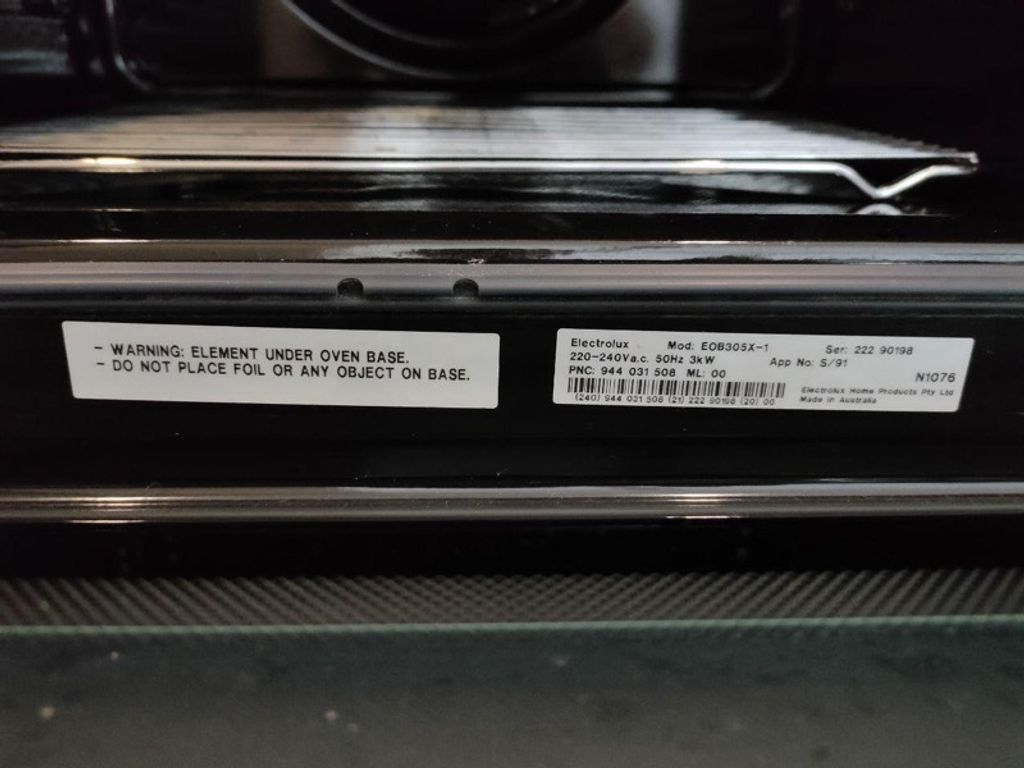 - WARNING: ELEMENT UNDER OVEN BASE.
- DO NOT PLACE FOIL OR ANY OBJECT ON BASE.
Electrolux Mod: EOB305X-1 Ser: 222 90198
220-240Va.c. 50Hz 3kW App No: S/91
PNC: 944 031 508 ML: 00 N1076
(240) 944 031 508 (21) 222 90198 (20) 00
Electrolux Home Products Pty Ltd
Made in Australia